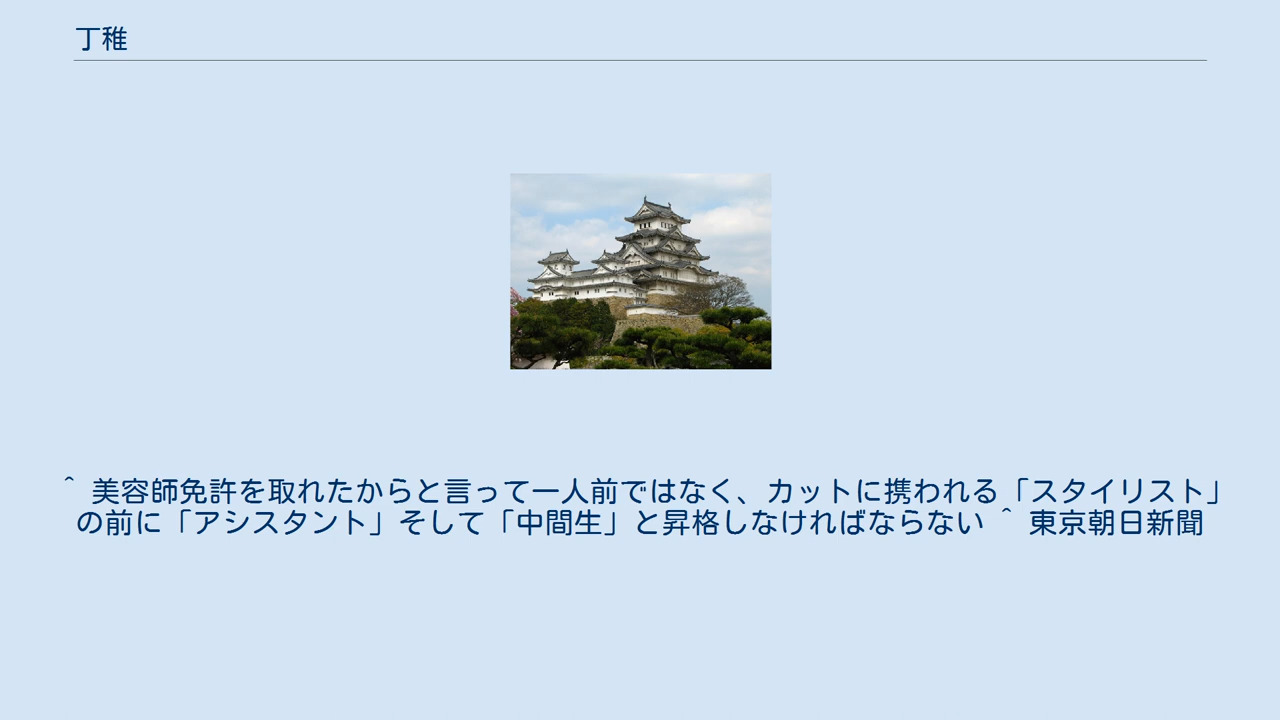 丁稚
^ 美容師免許を取れたからと言って一人前ではなく、カットに携われる「スタイリスト」
の前に「アシスタント」そして「中間生」と昇格しなければならない ^ 東京朝日新聞